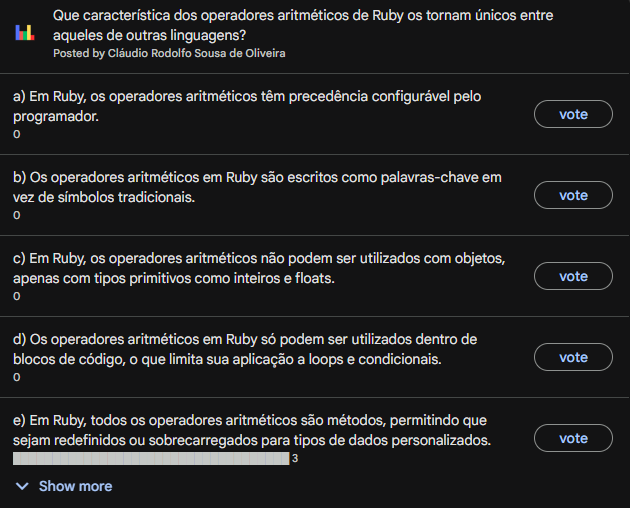 Que característica dos operadores aritméticos de Ruby os tornam únicos entre
aqueles de outras linguagens?
Posted by Cláudio Rodolfo Sousa de Oliveira
a) Em Ruby, os operadores aritméticos têm precedência configurável pelo
programador.
0
vote
b) Os operadores aritméticos em Ruby são escritos como palavras-chave em
vez de símbolos tradicionais.
0
vote
c) Em Ruby, os operadores aritméticos não podem ser utilizados com objetos,
apenas com tipos primitivos como inteiros e floats.
0
vote
d) Os operadores aritméticos em Ruby só podem ser utilizados dentro de
blocos de código, o que limita sua aplicação a loops e condicionais.
0
vote
e) Em Ruby, todos os operadores aritméticos são métodos, permitindo que
sejam redefinidos ou sobrecarregados para tipos de dados personalizados.
3
vote
Show more